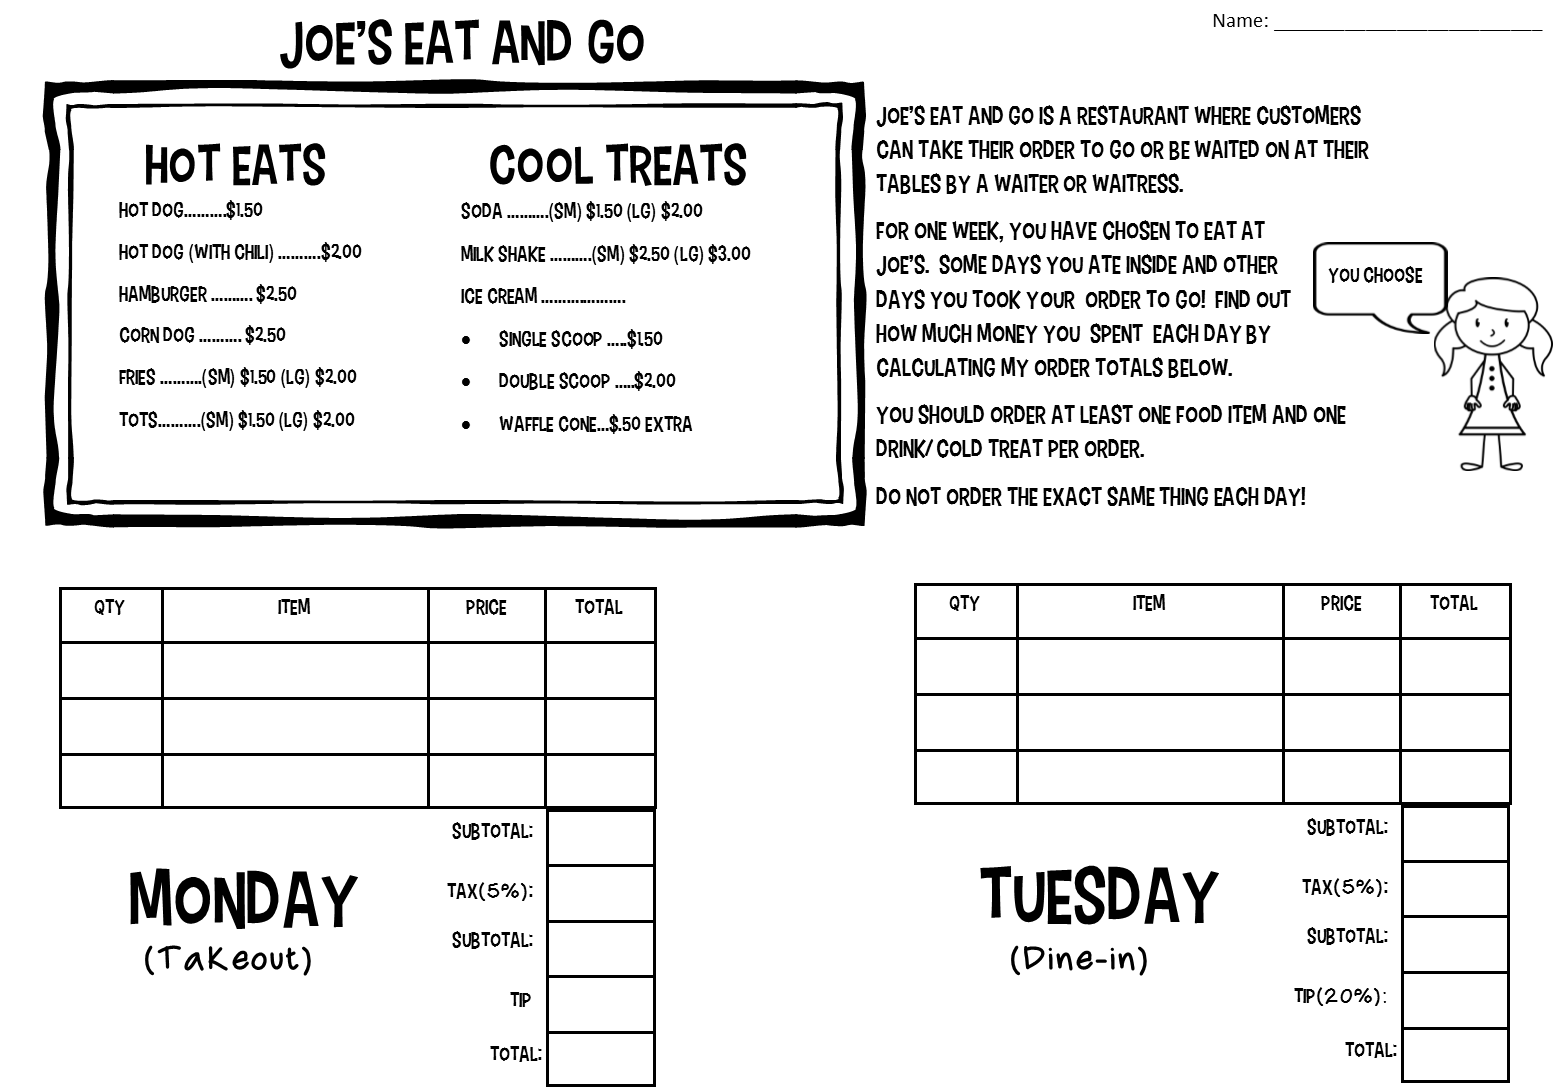 Name: ___________________________
JOE'S EAT AND GO
HOT EATS
HOT DOG..........$1.50
HOT DOG (WITH CHILI) ..........$2.00
HAMBURGER .......... $2.50
CORN DOG .......... $2.50
FRIES ..........(SM) $1.50 (LG) $2.00
TOTS..........(SM) $1.50 (LG) $2.00
COOL TREATS
SODA ..........(SM) $1.50 (LG) $2.00
MILK SHAKE ..........(SM) $2.50 (LG) $3.00
ICE CREAM ....................
• SINGLE SCOOP .....$1.50
• DOUBLE SCOOP .....$2.00
• WAFFLE CONE...$.50 EXTRA
JOE'S EAT AND GO IS A RESTAURANT WHERE CUSTOMERS
CAN TAKE THEIR ORDER TO GO OR BE WAITED ON AT THEIR
TABLES BY A WAITER OR WAITRESS.
FOR ONE WEEK, YOU HAVE CHOSEN TO EAT AT
JOE'S. SOME DAYS YOU ATE INSIDE AND OTHER
DAYS YOU TOOK YOUR ORDER TO GO! FIND OUT
HOW MUCH MONEY YOU SPENT EACH DAY BY
CALCULATING MY ORDER TOTALS BELOW.
YOU SHOULD ORDER AT LEAST ONE FOOD ITEM AND ONE
DRINK/ COLD TREAT PER ORDER.
DO NOT ORDER THE EXACT SAME THING EACH DAY!
YOU CHOOSE
QTY ITEM PRICE TOTAL
SUBTOTAL:
TAX(5%):
SUBTOTAL:
TIP
TOTAL:
MONDAY
(Takeout)
QTY ITEM PRICE TOTAL
SUBTOTAL:
TAX(5%):
SUBTOTAL:
TIP(20%):
TOTAL:
TUESDAY
(Dine-in)